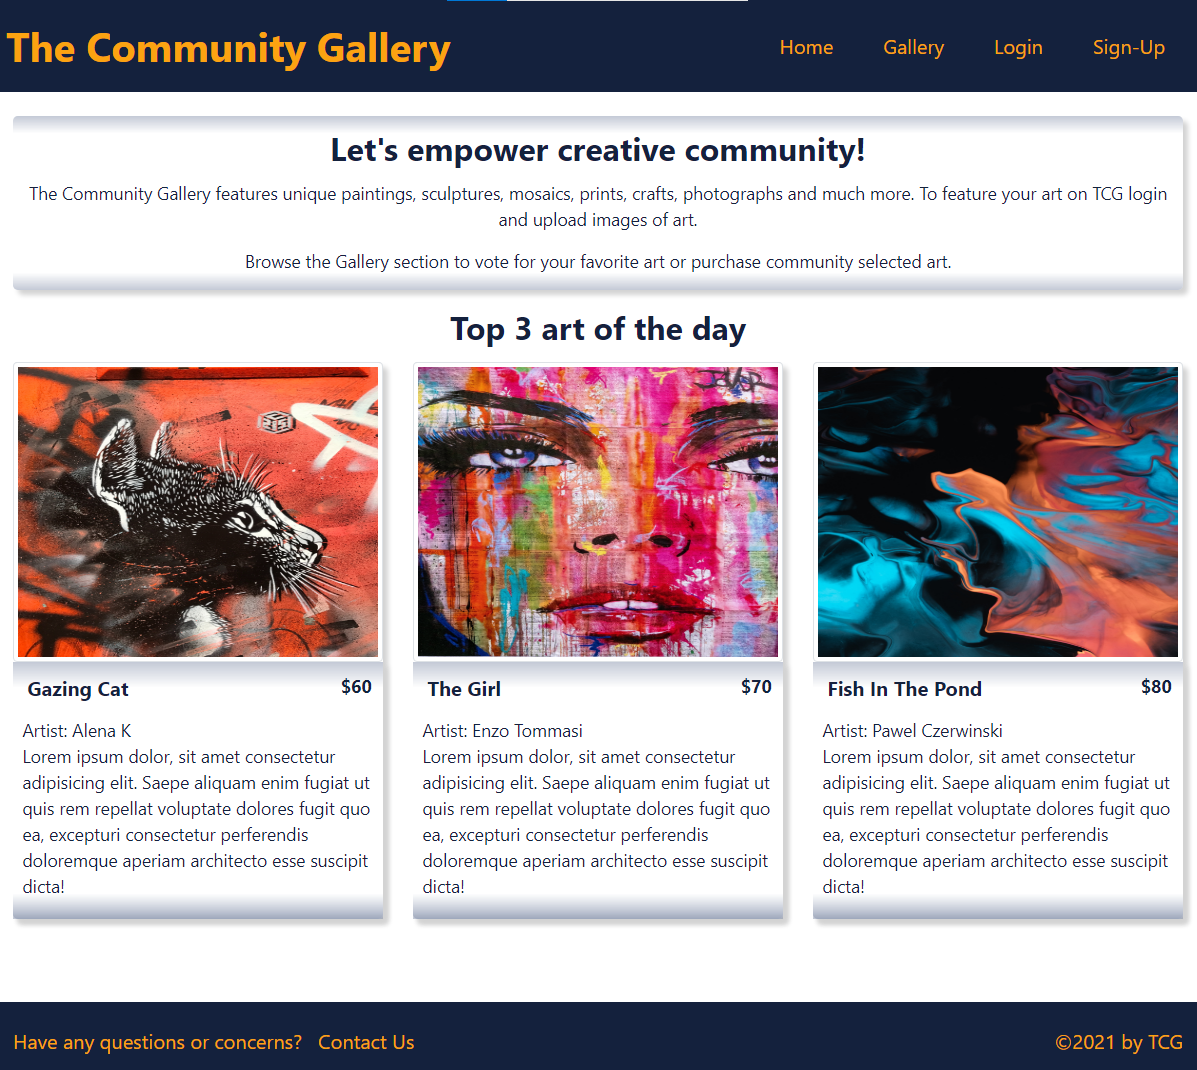 The Community Gallery
Home Gallery Login Sign-Up
Let's empower creative community!
The Community Gallery features unique paintings, sculptures, mosaics, prints, crafts, photographs and much more. To feature your art on TCG login
and upload images of art.
Browse the Gallery section to vote for your favorite art or purchase community selected art.
Top 3 art of the day
Gazing Cat $60
Artist: Alena K
Lorem ipsum dolor, sit amet consectetur
adipisicing elit. Saepe aliquam enim fugiat ut
quis rem repellat voluptate dolores fugit quo
ea, excepturi consectetur perferendis
doloremque aperiam architecto esse suscipit
dicta!
The Girl $70
Artist: Enzo Tommasi
Lorem ipsum dolor, sit amet consectetur
adipisicing elit. Saepe aliquam enim fugiat ut
quis rem repellat voluptate dolores fugit quo
ea, excepturi consectetur perferendis
doloremque aperiam architecto esse suscipit
dicta!
Fish In The Pond $80
Artist: Pawel Czerwinski
Lorem ipsum dolor, sit amet consectetur
adipisicing elit. Saepe aliquam enim fugiat ut
quis rem repellat voluptate dolores fugit quo
ea, excepturi consectetur perferendis
doloremque aperiam architecto esse suscipit
dicta!
Have any questions or concerns? Contact Us
©2021 by TCG